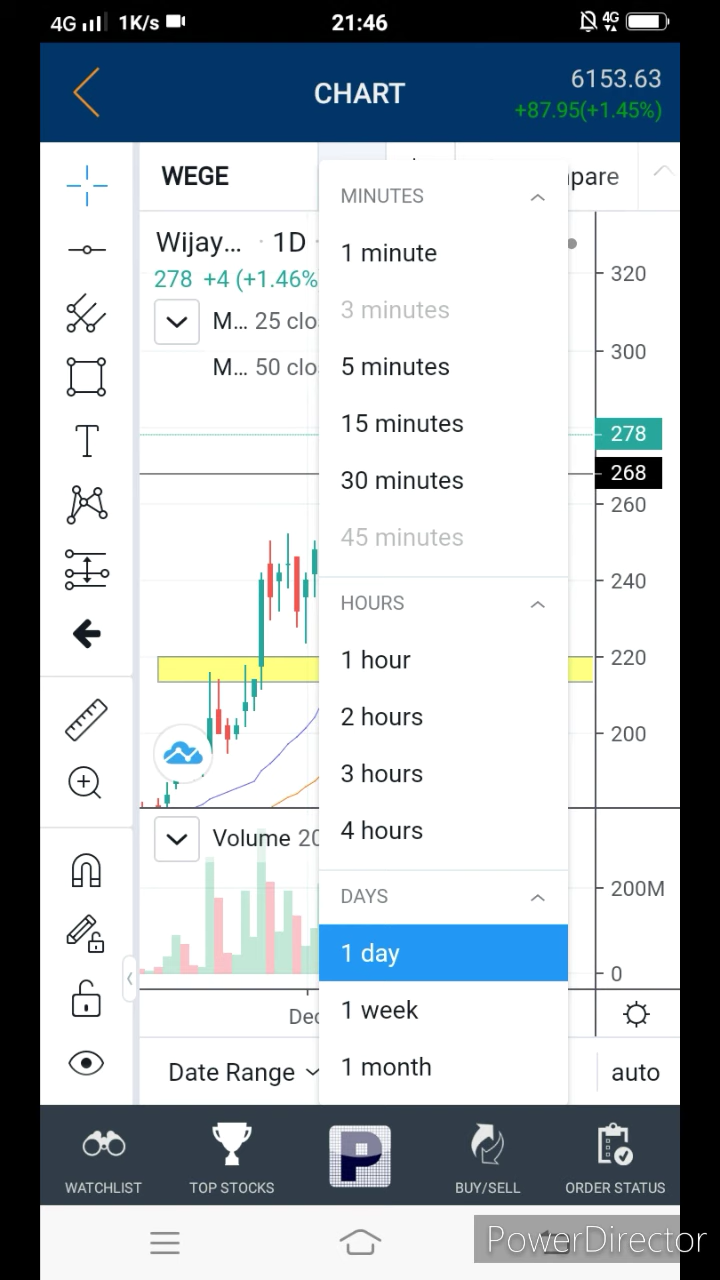 4G 1K/s 21:46 4G
CHART
6153.63
+87.95(+1.45%)
WEGE
pare
Wijay... · 1D ·
278 +4 (+1.46%
M... 25 clo
M... 50 clo
MINUTES
1 minute
3 minutes
5 minutes
15 minutes
30 minutes
45 minutes
HOURS
1 hour
2 hours
3 hours
4 hours
DAYS
1 day
1 week
1 month
320
300
278
268
260
240
220
200
Volume 20
200M
0
Dec
Date Range
auto
WATCHLIST
TOP STOCKS
P
BUY/SELL
ORDER STATUS
PowerDirector